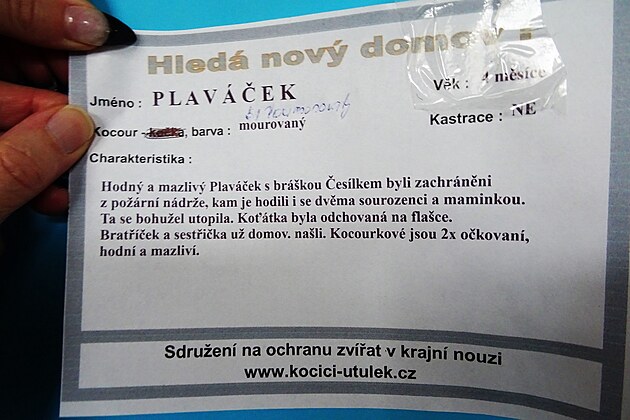 Hledá nový domov !
Jméno : PLAVÁČEK
Věk : 4 měsíce
Kocour - kočka, barva : mourovaný
Kastrace : NE
Charakteristika :
Hodný a mazlivý Plaváček s bráškou Česílkem byli zachráněni
z požární nádrže, kam je hodili i se dvěma sourozenci a maminkou.
Ta se bohužel utopila. Koťátka byla odchovaná na flašce.
Bratříček a sestřička už domov. našli. Kocourkové jsou 2x očkovaní,
hodní a mazliví.
Sdružení na ochranu zvířat v krajní nouzi
www.kocici-utulek.cz